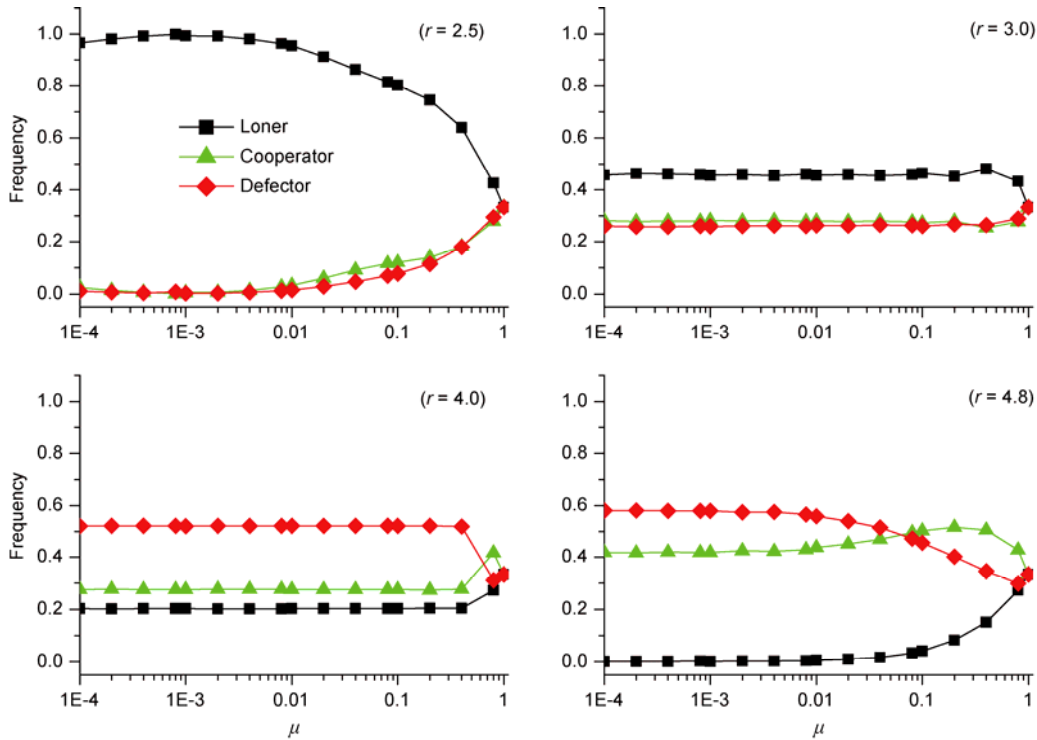 (r = 2.5)
1.0
0.8
0.6
0.4
0.2
0.0
Frequency
Loner
Cooperator
Defector
1E-4 1E-3 0.01 0.1 1
(r = 3.0)
1.0
0.8
0.6
0.4
0.2
0.0
Frequency
1E-4 1E-3 0.01 0.1 1
(r = 4.0)
1.0
0.8
0.6
0.4
0.2
0.0
Frequency
1E-4 1E-3 0.01 0.1 1
μ
(r = 4.8)
1.0
0.8
0.6
0.4
0.2
0.0
Frequency
1E-4 1E-3 0.01 0.1 1
μ